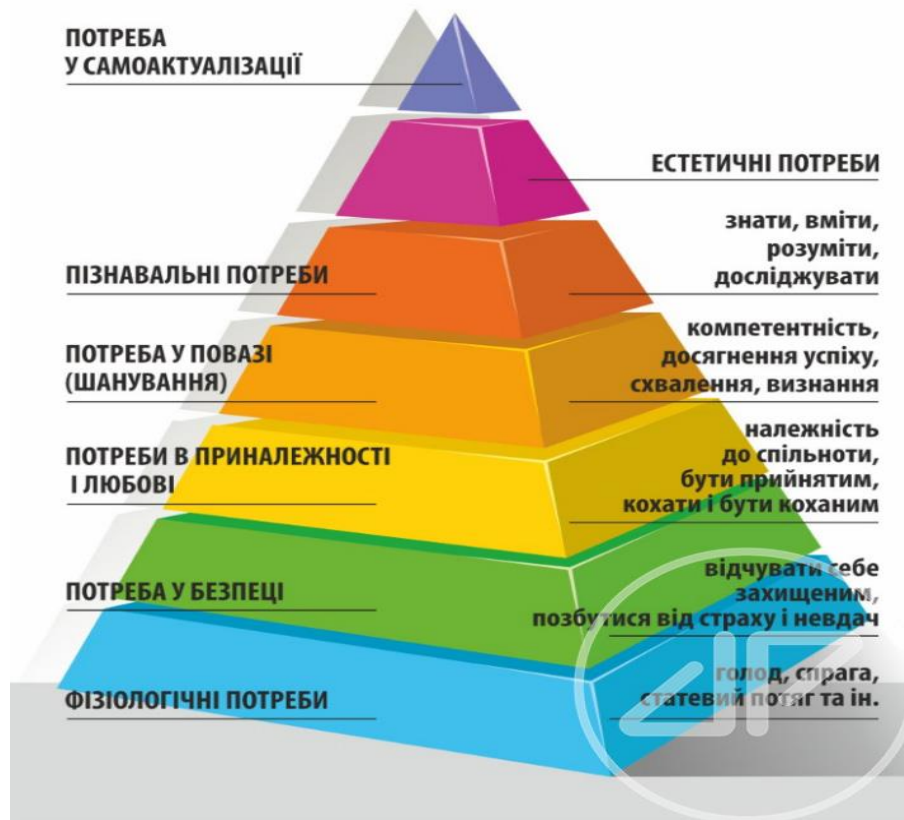 ПОТРЕБА
У САМОАКТУАЛІЗАЦІЇ
ЕСТЕТИЧНІ ПОТРЕБИ
ПІЗНАВАЛЬНІ ПОТРЕБИ
знати, вміти,
розуміти,
досліджувати
ПОТРЕБА У ПОВАЗІ
(ШАНУВАННЯ)
компетентність,
досягнення успіху,
схвалення, визнання
ПОТРЕБИ В ПРИНАЛЕЖНОСТІ
І ЛЮБОВІ
належність
до спільноти,
бути прийнятим,
кохати і бути коханим
ПОТРЕБА У БЕЗПЕЦІ
відчувати себе
захищеним,
позбутися від страху і невдач
ФІЗІОЛОГІЧНІ ПОТРЕБИ
голод, спрага,
статевий потяг та ін.